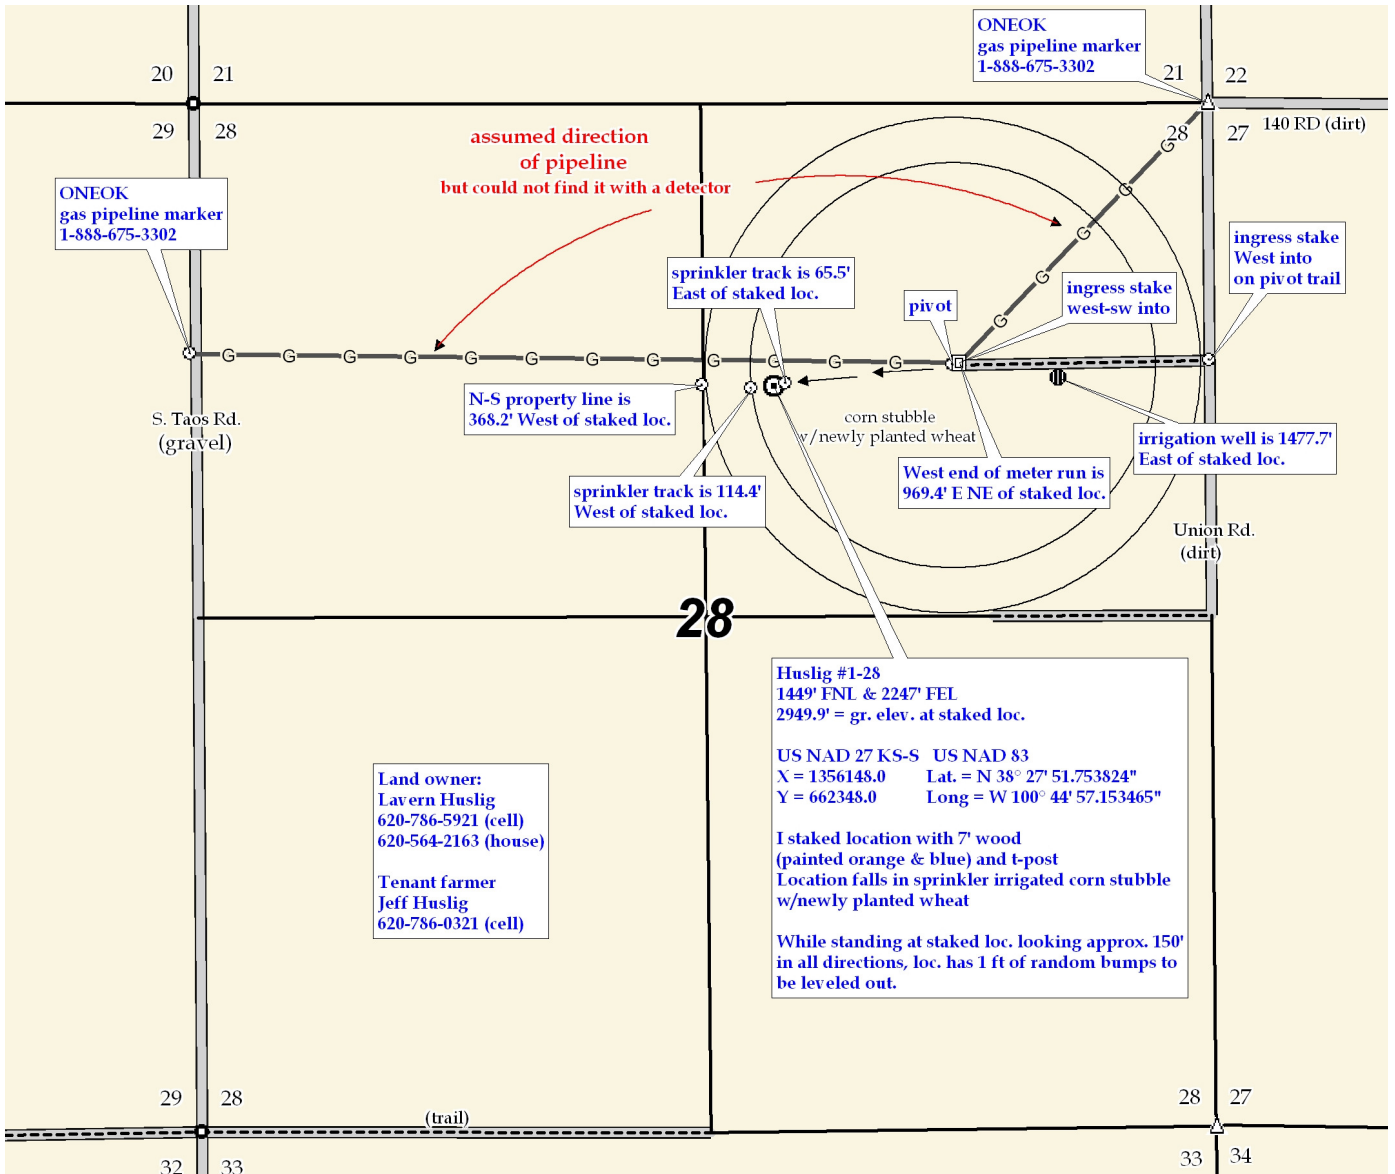 ONEOK
gas pipeline marker
1-888-675-3302
20 21
21 22
29 28
28 27
140 RD (dirt)
assumed direction
of pipeline
but could not find it with a detector
ONEOK
gas pipeline marker
1-888-675-3302
ingress stake
West into
on pivot trail
sprinkler track is 65.5'
East of staked loc.
ingress stake
west-sw into
pivot
G G G G G G G G G G G G
G G G G G
N-S property line is
368.2' West of staked loc.
S. Taos Rd.
(gravel)
corn stubble
w/newly planted wheat
irrigation well is 1477.7'
East of staked loc.
West end of meter run is
969.4' E NE of staked loc.
sprinkler track is 114.4'
West of staked loc.
Union Rd.
(dirt)
28
Huslig #1-28
1449' FNL & 2247' FEL
2949.9' = gr. elev. at staked loc.
US NAD 27 KS-S US NAD 83
X = 1356148.0 Lat. = N 38° 27' 51.753824"
Y = 662348.0 Long = W 100° 44' 57.153465"
I staked location with 7' wood
(painted orange & blue) and t-post
Location falls in sprinkler irrigated corn stubble
w/newly planted wheat
While standing at staked loc. looking approx. 150'
in all directions, loc. has 1 ft of random bumps to
be leveled out.
Land owner:
Lavern Huslig
620-786-5921 (cell)
620-564-2163 (house)
Tenant farmer
Jeff Huslig
620-786-0321 (cell)
29 28
(trail)
28 27
32 33
33 34